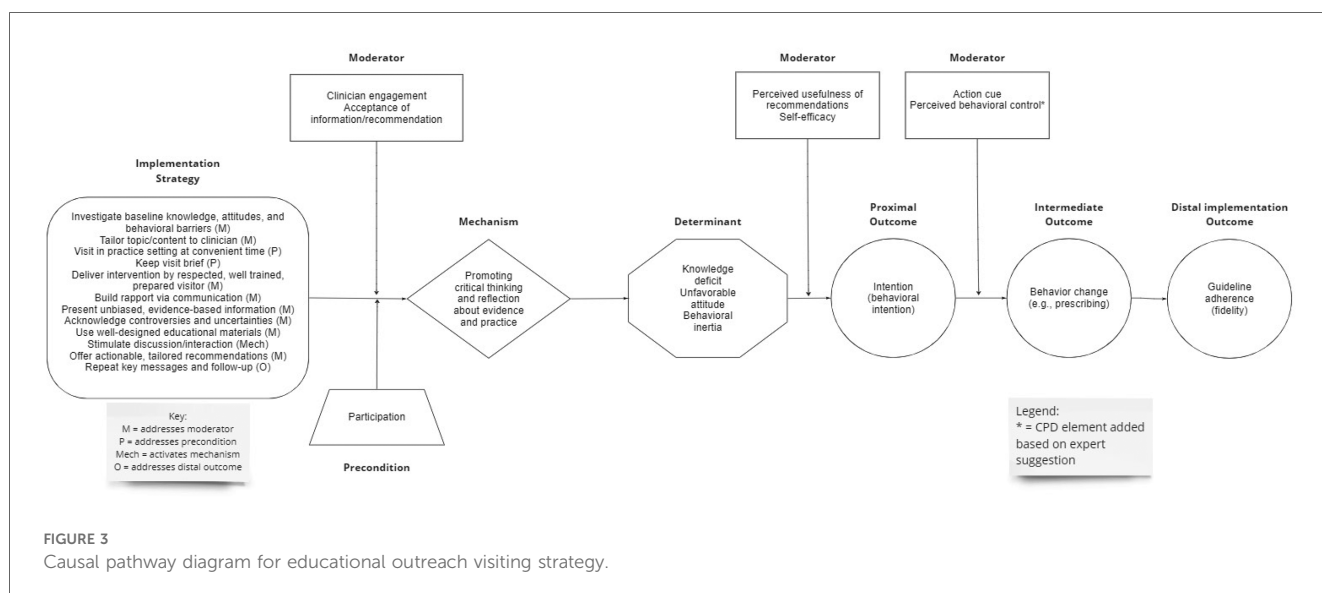 Moderator
Clinician engagement
Acceptance of
information/recommendation
Moderator
Perceived usefulness of
recommendations
Self-efficacy
Moderator
Action cue
Perceived behavioral control*
Implementation
Strategy
Investigate baseline knowledge, attitudes, and
behavioral barriers (M)
Tailor topic/content to clinician (M)
Visit in practice setting at convenient time (P)
Keep visit brief (P)
Deliver intervention by respected, well trained,
prepared visitor (M)
Build rapport via communication (M)
Present unbiased, evidence-based information (M)
Acknowledge controversies and uncertainties (M)
Use well-designed educational materials (M)
Stimulate discussion/interaction (Mech)
Offer actionable, tailored recommendations (M)
Repeat key messages and follow-up (O)
Mechanism
Promoting
critical thinking
and reflection
about evidence
and practice
Determinant
Knowledge
deficit
Unfavorable
attitude
Behavioral
inertia
Proximal
Outcome
Intention
(behavioral
intention)
Intermediate
Outcome
Behavior change
(e.g., prescribing)
Distal implementation
Outcome
Guideline
adherence
(fidelity)
Participation
Precondition
Key:
M = addresses moderator
P = addresses precondition
Mech = activates mechanism
O = addresses distal outcome
Legend:
* = CPD element added
based on expert
suggestion
FIGURE 3
Causal pathway diagram for educational outreach visiting strategy.